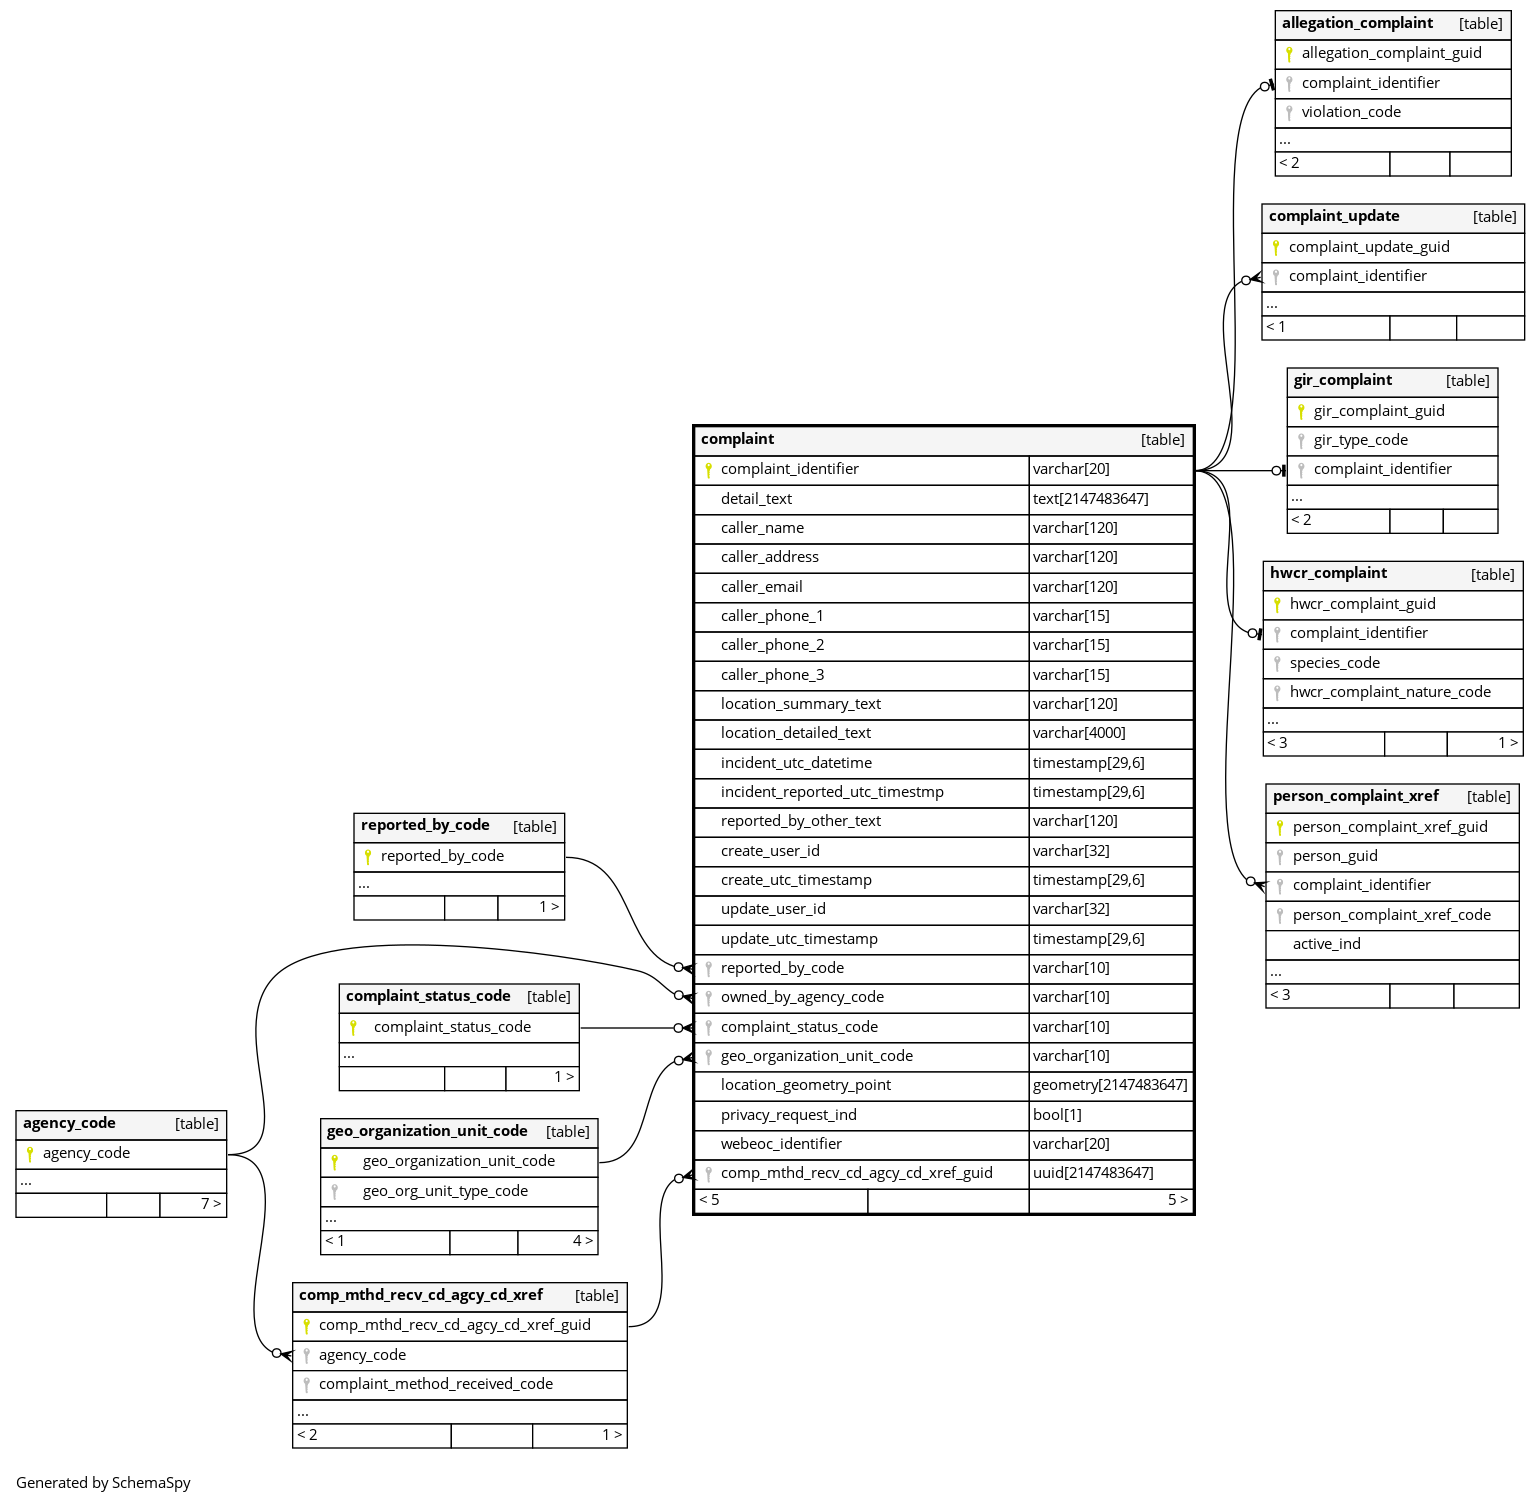 allegation_complaint [table]
allegation_complaint_guid
complaint_identifier
violation_code
...
< 2
complaint_update [table]
complaint_update_guid
complaint_identifier
...
< 1
gir_complaint [table]
gir_complaint_guid
gir_type_code
complaint_identifier
...
< 2
hwcr_complaint [table]
hwcr_complaint_guid
complaint_identifier
species_code
hwcr_complaint_nature_code
...
< 3 1 >
person_complaint_xref [table]
person_complaint_xref_guid
person_guid
complaint_identifier
person_complaint_xref_code
active_ind
...
< 3
complaint [table]
complaint_identifier varchar[20]
detail_text text[2147483647]
caller_name varchar[120]
caller_address varchar[120]
caller_email varchar[120]
caller_phone_1 varchar[15]
caller_phone_2 varchar[15]
caller_phone_3 varchar[15]
location_summary_text varchar[120]
location_detailed_text varchar[4000]
incident_utc_datetime timestamp[29,6]
incident_reported_utc_timestmp timestamp[29,6]
reported_by_other_text varchar[120]
create_user_id varchar[32]
create_utc_timestamp timestamp[29,6]
update_user_id varchar[32]
update_utc_timestamp timestamp[29,6]
reported_by_code varchar[10]
owned_by_agency_code varchar[10]
complaint_status_code varchar[10]
geo_organization_unit_code varchar[10]
location_geometry_point geometry[2147483647]
privacy_request_ind bool[1]
webeoc_identifier varchar[20]
comp_mthd_recv_cd_agcy_cd_xref_guid uuid[2147483647]
< 5 5 >
reported_by_code [table]
reported_by_code
...
1 >
complaint_status_code [table]
complaint_status_code
...
1 >
agency_code [table]
agency_code
...
7 >
geo_organization_unit_code [table]
geo_organization_unit_code
geo_org_unit_type_code
...
< 1 4 >
comp_mthd_recv_cd_agcy_cd_xref [table]
comp_mthd_recv_cd_agcy_cd_xref_guid
agency_code
complaint_method_received_code
...
< 2 1 >
Generated by SchemaSpy